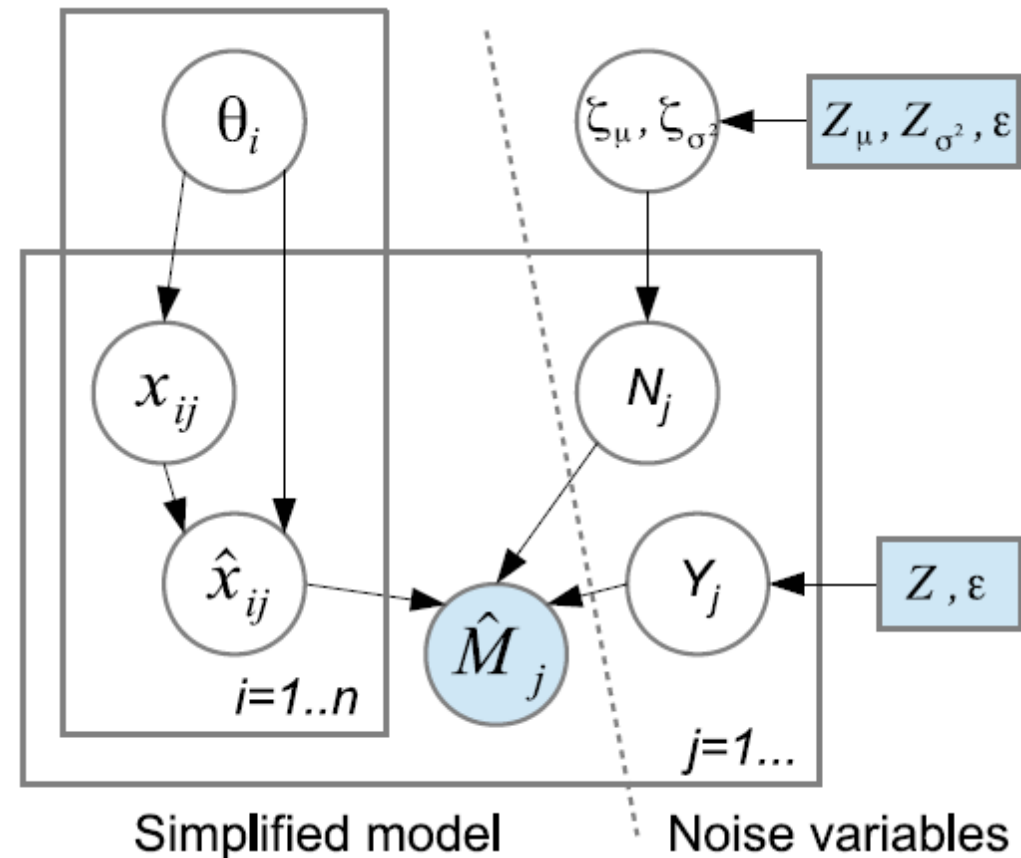 θ_i
ζ_μ, ζ_σ²
Z_μ, Z_σ², ε
x_ij
N_j
x̂_ij
M̂_j
Y_j
Z, ε
i=1..n
j=1...
Simplified model
Noise variables